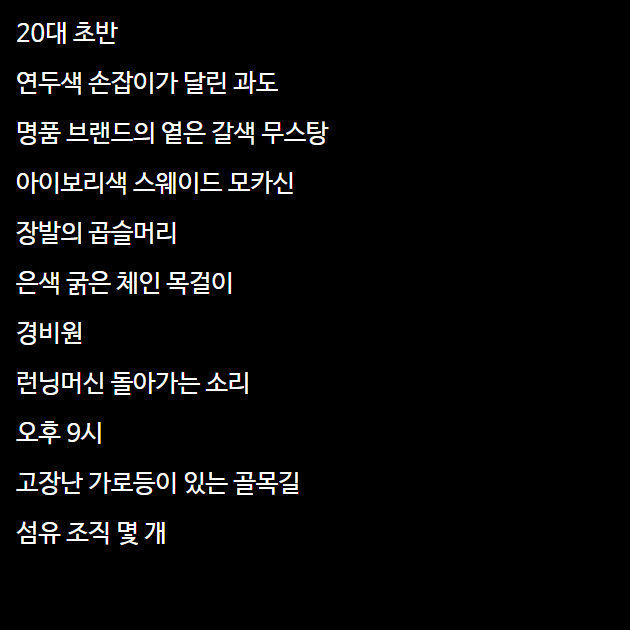 20대 초반
연두색 손잡이가 달린 과도
명품 브랜드의 옅은 갈색 무스탕
아이보리색 스웨이드 모카신
장발의 곱슬머리
은색 굵은 체인 목걸이
경비원
런닝머신 돌아가는 소리
오후 9시
고장난 가로등이 있는 골목길
섬유 조직 몇 개